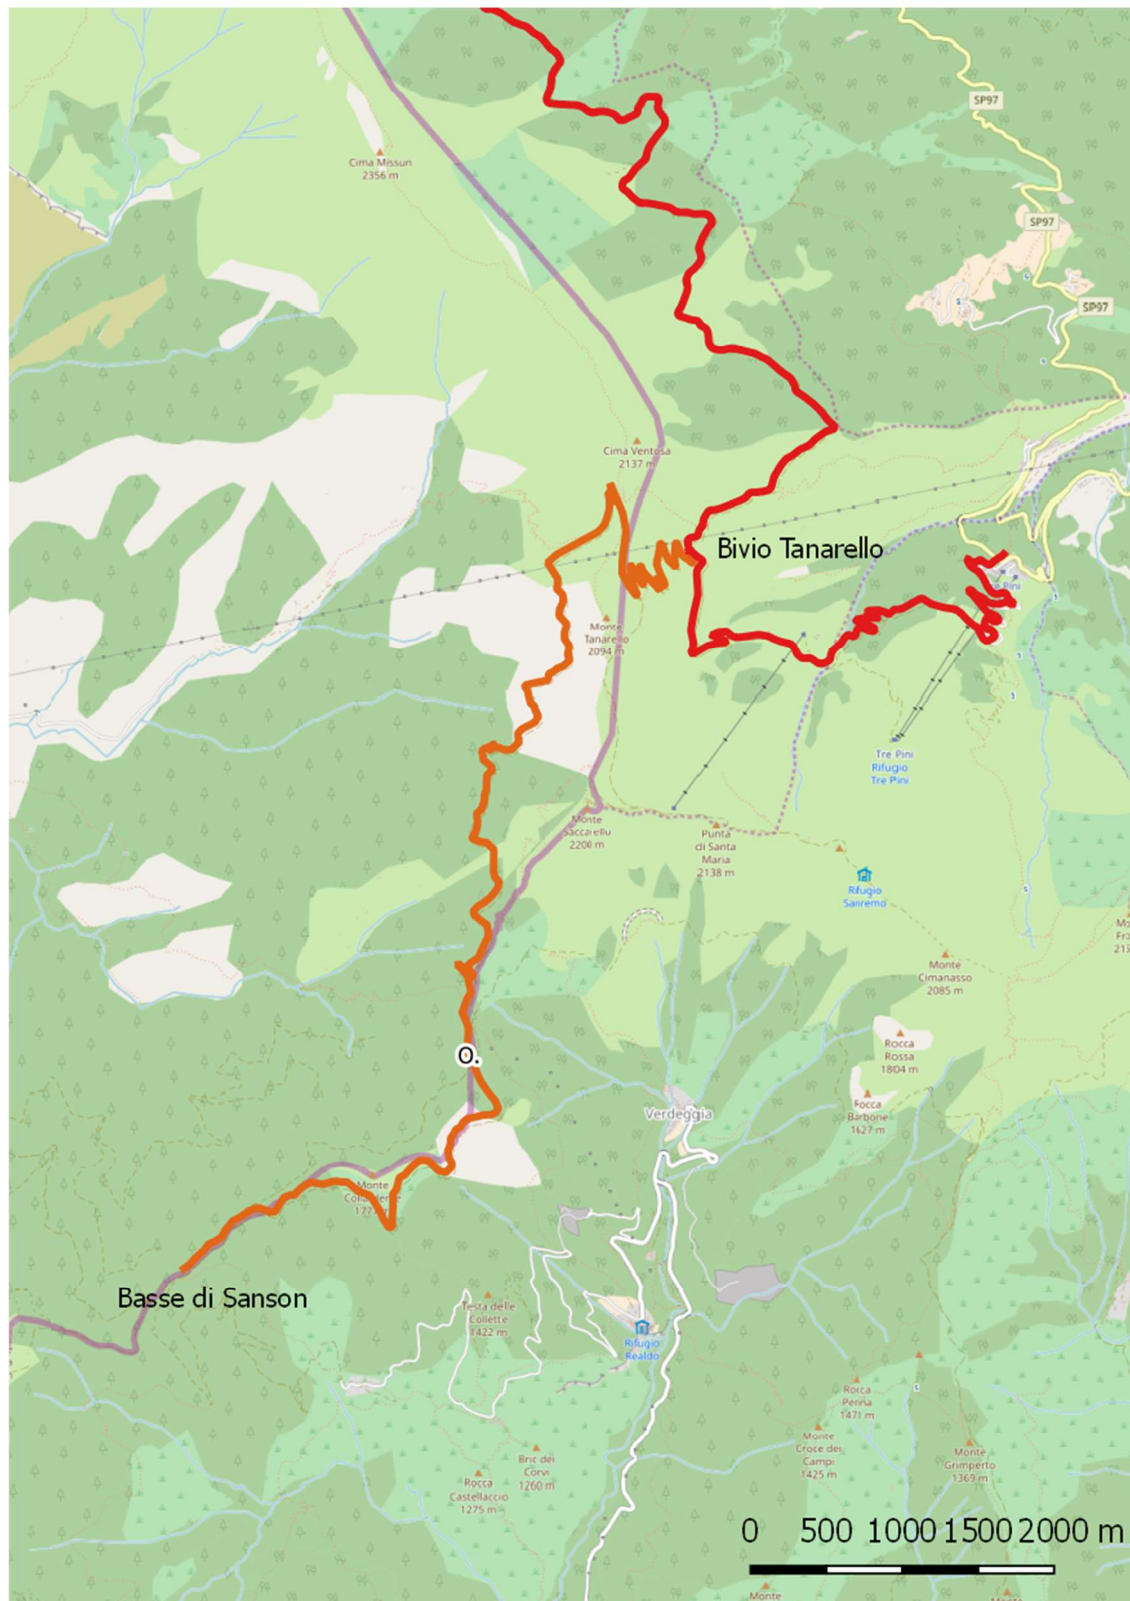 SP97
Cima Missun
2356 m
SP97
SP97
Cima Ventosa
2137 m
Bivio Tanarello
Pini
Monte
Tanarello
2094 m
Tre Pini
Rifugio
Tre Pini
Monte
Saccarello
2200 m
Punta
di Santa
Maria
2138 m
Rifugio
Sanremo
Monte
Cimanasso
2085 m
Rocca
Rossa
1804 m
O.
Verdeggia
Focca
Barbone
1627 m
Monte
Basse di Sanson
Testa delle
Collette
1422 m
Rifugio
Realdo
Rocca
Penna
1471 m
Monte
Croce dei
Campi
1425 m
Monte
Grimperto
1369 m
Bric dei
Corvi
1260 m
Rocca
Castellaccio
1275 m
0 500 1000 1500 2000 m
Monte